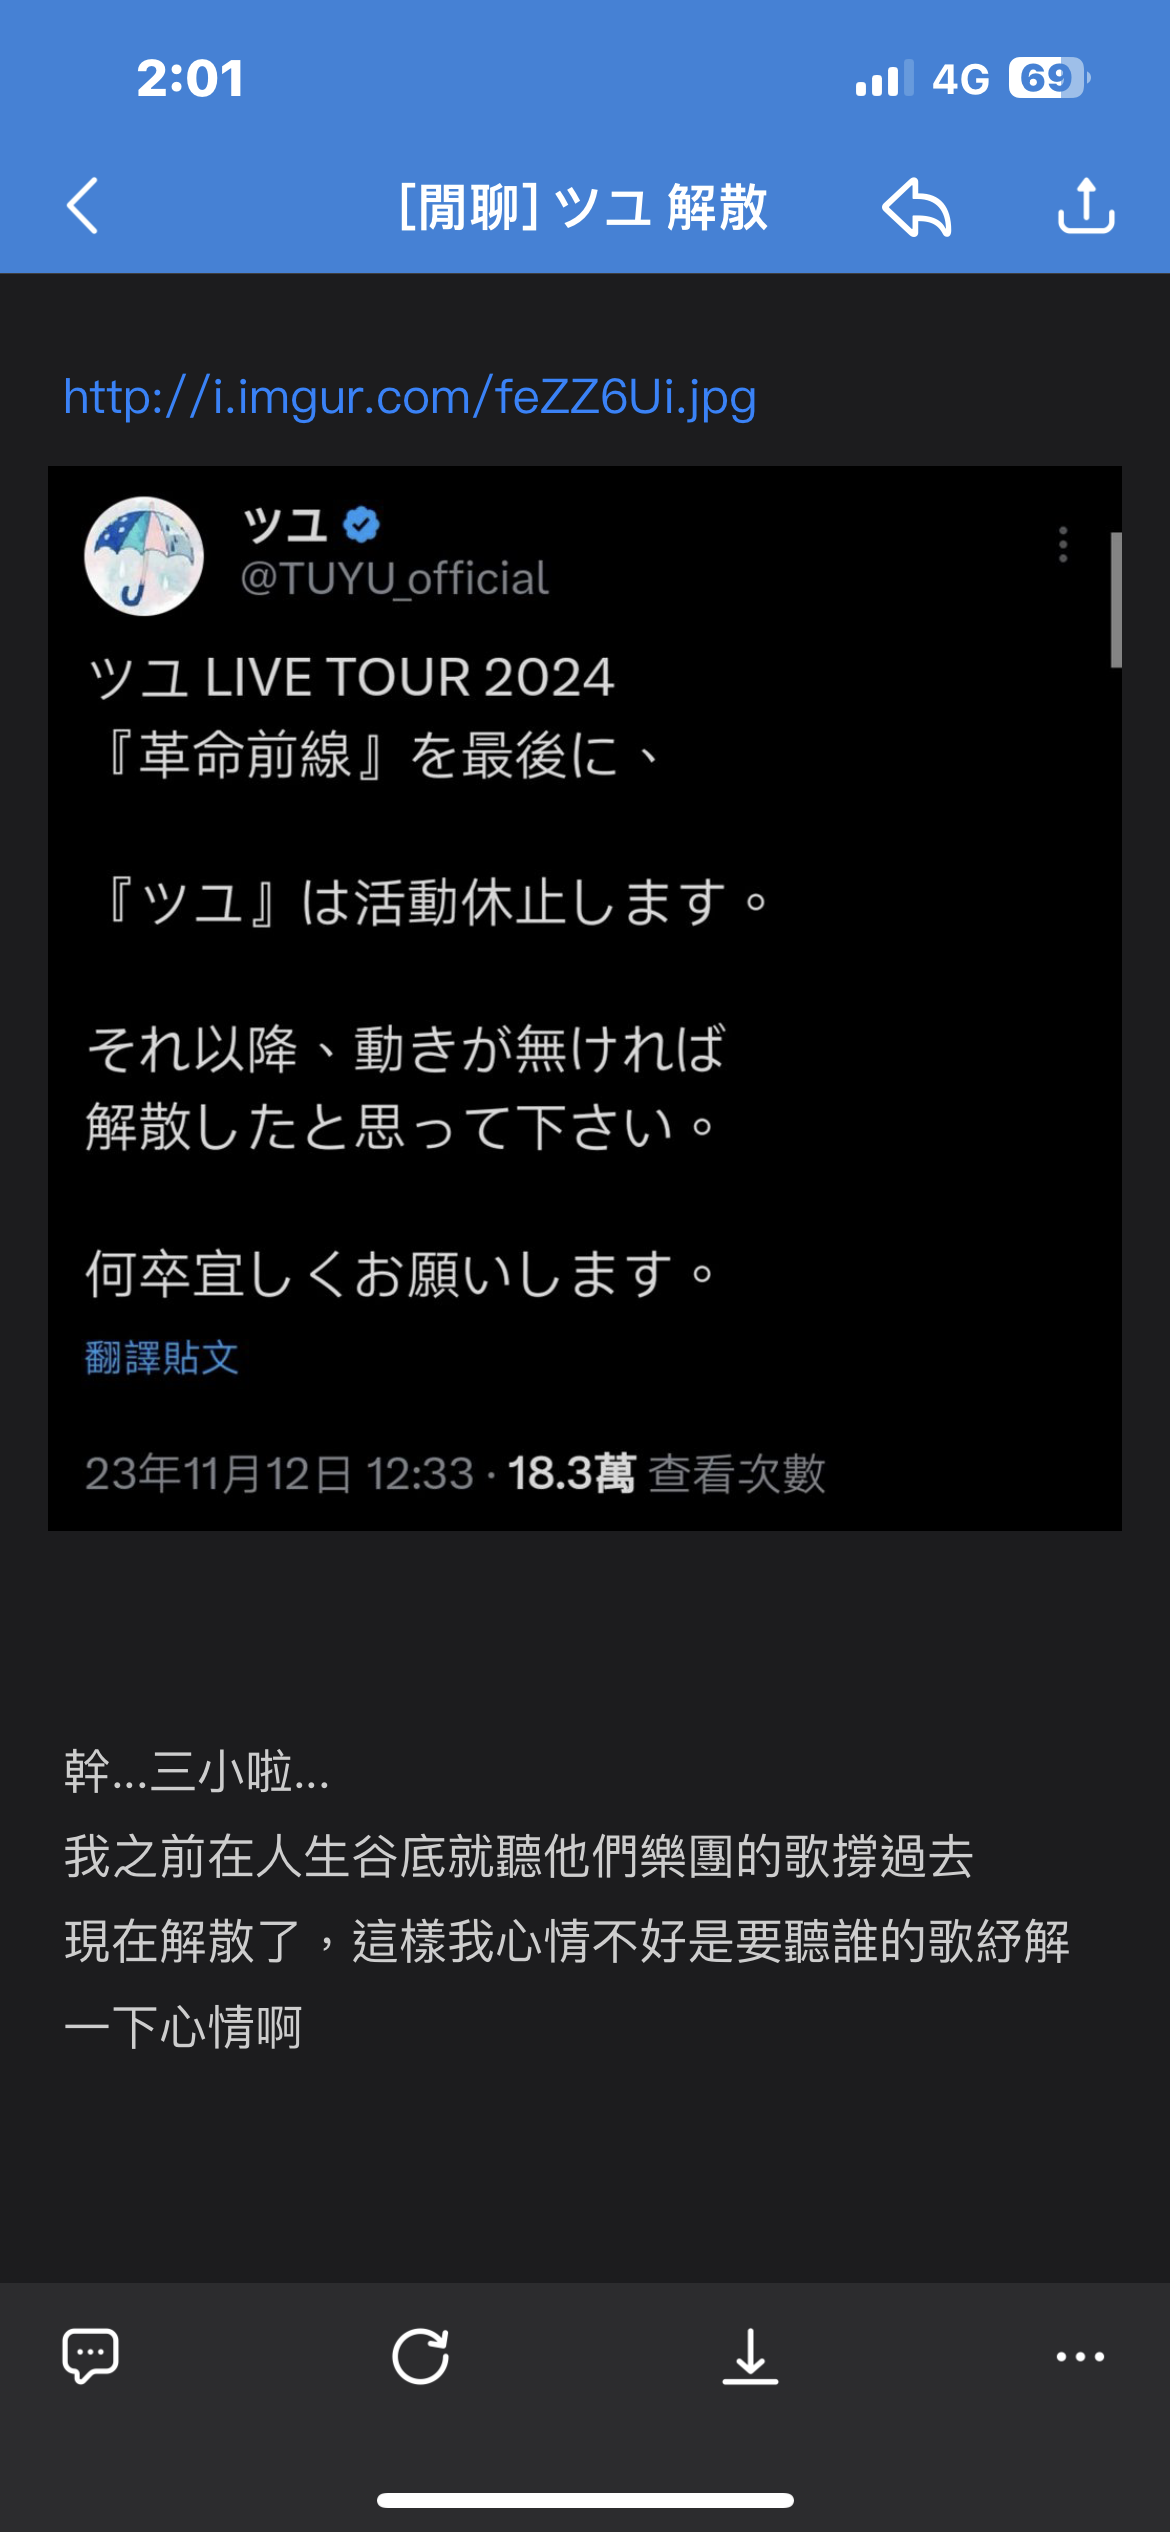 2:01
4G 69
[閒聊] ツユ 解散
http://i.imgur.com/feZZ6Ui.jpg
ツユ
@TUYU_official
ツユ LIVE TOUR 2024
『革命前線』を最後に、
『ツユ』は活動休止します。
それ以降、動きが無ければ
解散したと思って下さい。
何卒宜しくお願いします。
翻譯貼文
23年11月12日 12:33 · 18.3萬 查看次數
幹...三小啦...
我之前在人生谷底就聽他們樂團的歌撐過去
現在解散了，這樣我心情不好是要聽誰的歌紓解
一下心情啊